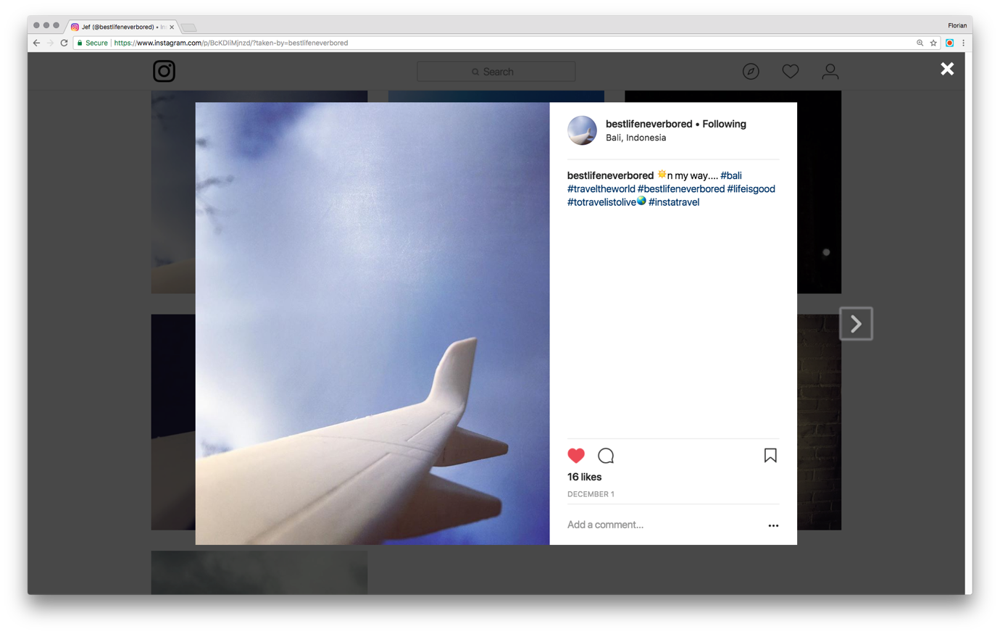 Jef (@bestlifeneverbored) • In
Florian
Secure https://www.instagram.com/p/BcKDliMjnzd/?taken-by=bestlifeneverbored
Search
bestlifeneverbored • Following
Bali, Indonesia
bestlifeneverbored ☀️n my way.... #bali
#traveltheworld #bestlifeneverbored #lifeisgood
#totravelistolive🌏 #instatravel
16 likes
DECEMBER 1
Add a comment...